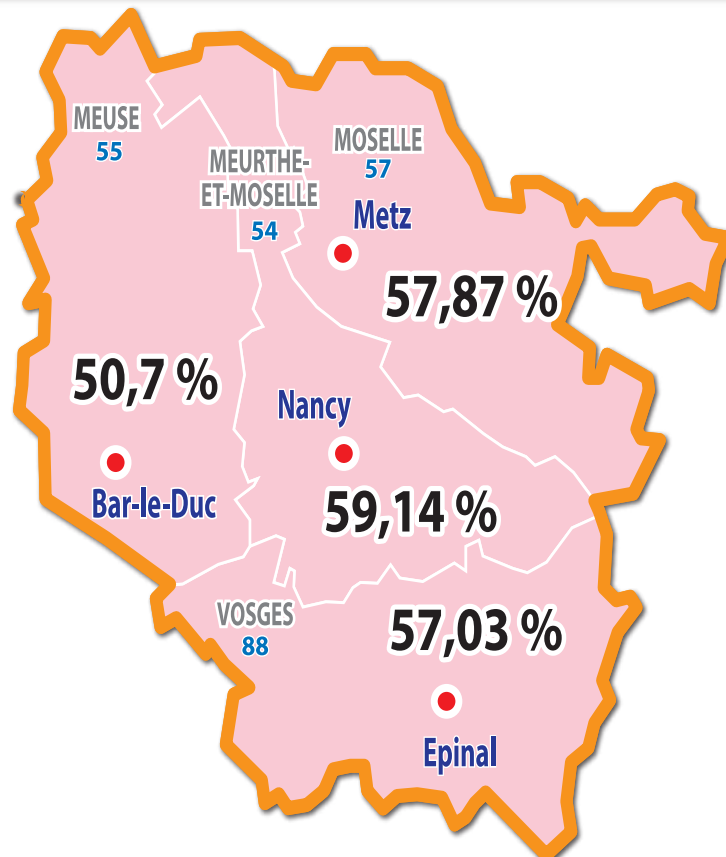 MEUSE
55
MEURTHE-
ET-MOSELLE
54
MOSELLE
57
Metz
57,87 %
50,7 %
Bar-le-Duc
Nancy
59,14 %
VOSGES
88
57,03 %
Epinal